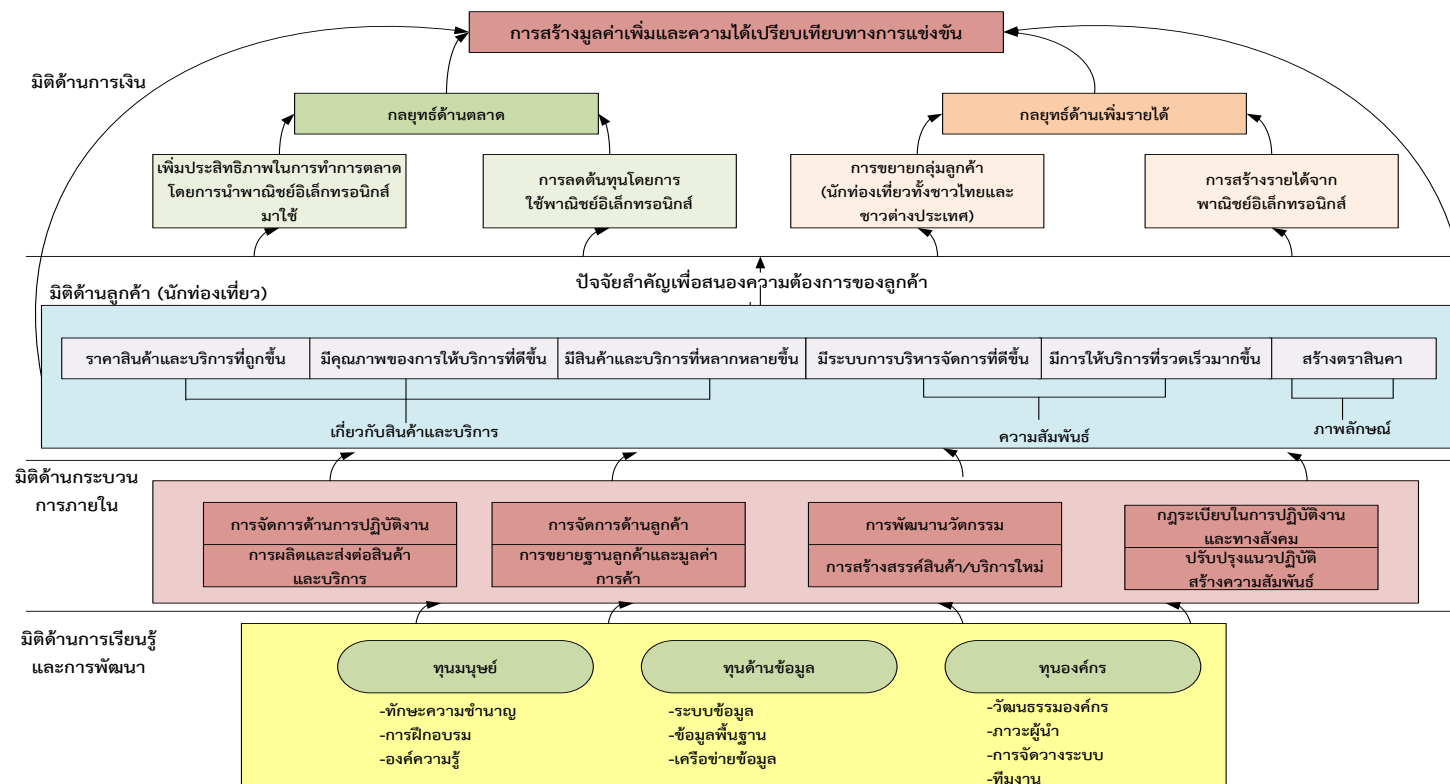 การสร้างมูลค่าเพิ่มและความได้เปรียบเทียบทางการแข่งขัน
มิติด้านการเงิน
กลยุทธ์ด้านตลาด
กลยุทธ์ด้านเพิ่มรายได้
เพิ่มประสิทธิภาพในการทำการตลาด
โดยการนำพาณิชย์อิเล็กทรอนิกส์
มาใช้
การลดต้นทุนโดยการ
ใช้พาณิชย์อิเล็กทรอนิกส์
การขยายกลุ่มลูกค้า
(นักท่องเที่ยวทั้งชาวไทยและ
ชาวต่างประเทศ)
การสร้างรายได้จาก
พาณิชย์อิเล็กทรอนิกส์
ปัจจัยสำคัญเพื่อสนองความต้องการของลูกค้า
มิติด้านลูกค้า (นักท่องเที่ยว)
ราคาสินค้าและบริการที่ถูกขึ้น
มีคุณภาพของการให้บริการที่ดีขึ้น
มีสินค้าและบริการที่หลากหลายขึ้น
มีระบบการบริหารจัดการที่ดีขึ้น
มีการให้บริการที่รวดเร็วมากขึ้น
สร้างตราสินคา
เกี่ยวกับสินค้าและบริการ
ความสัมพันธ์
ภาพลักษณ์
มิติด้านกระบวน
การภายใน
การจัดการด้านการปฏิบัติงาน
การผลิตและส่งต่อสินค้า
และบริการ
การจัดการด้านลูกค้า
การขยายฐานลูกค้าและมูลค่า
การค้า
การพัฒนานวัตกรรม
การสร้างสรรค์สินค้า/บริการใหม่
กฎระเบียบในการปฏิบัติงาน
และทางสังคม
ปรับปรุงแนวปฏิบัติ
สร้างความสัมพันธ์
มิติด้านการเรียนรู้
และการพัฒนา
ทุนมนุษย์
-ทักษะความชำนาญ
-การฝึกอบรม
-องค์ความรู้
ทุนด้านข้อมูล
-ระบบข้อมูล
-ข้อมูลพื้นฐาน
-เครือข่ายข้อมูล
ทุนองค์กร
-วัฒนธรรมองค์กร
-ภาวะผู้นำ
-การจัดวางระบบ
-ทีมงาน